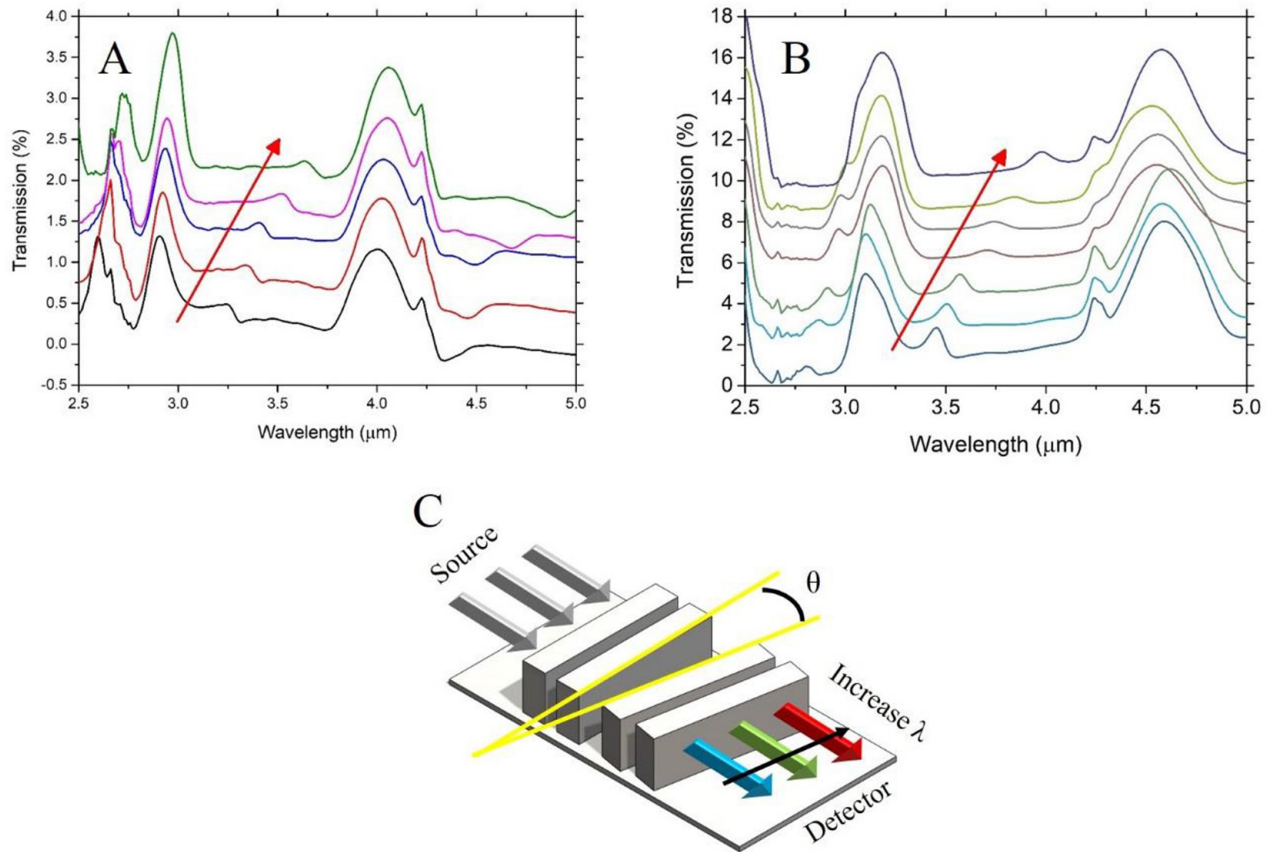 A
4.0
3.5
3.0
2.5
2.0
1.5
1.0
0.5
0.0
-0.5
Transmission (%)
2.5 3.0 3.5 4.0 4.5 5.0
Wavelength (μm)
B
18
16
14
12
10
8
6
4
2
0
Transmission (%)
2.5 3.0 3.5 4.0 4.5 5.0
Wavelength (μm)
C
Source
θ
Increase λ
Detector